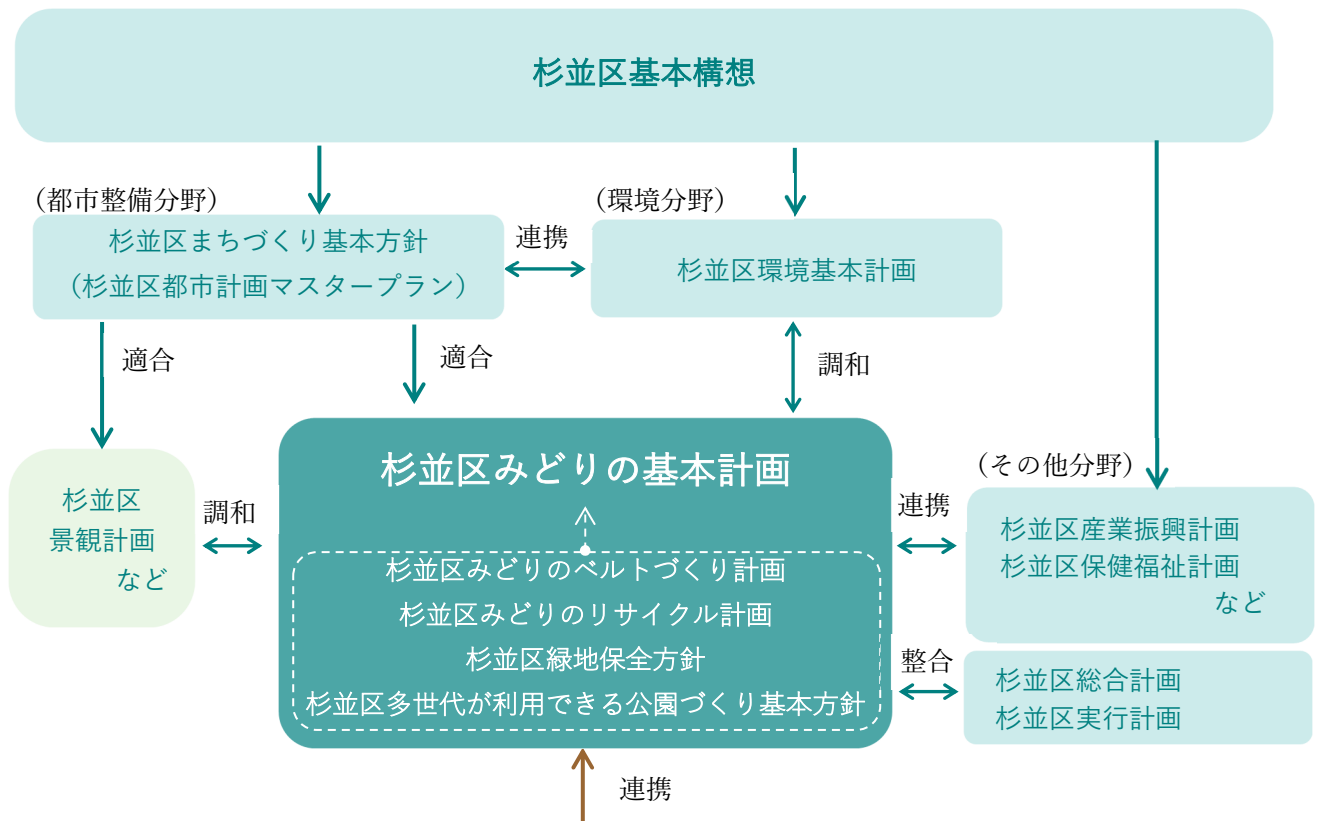 杉並区基本構想
（都市整備分野）
杉並区まちづくり基本方針
（杉並区都市計画マスタープラン）
連携
（環境分野）
杉並区環境基本計画
適合
適合
調和
杉並区
景観計画
など
調和
杉並区みどりの基本計画
杉並区みどりのベルトづくり計画
杉並区みどりのリサイクル計画
杉並区緑地保全方針
杉並区多世代が利用できる公園づくり基本方針
連携
（その他分野）
杉並区産業振興計画
杉並区保健福祉計画
など
整合
杉並区総合計画
杉並区実行計画
連携